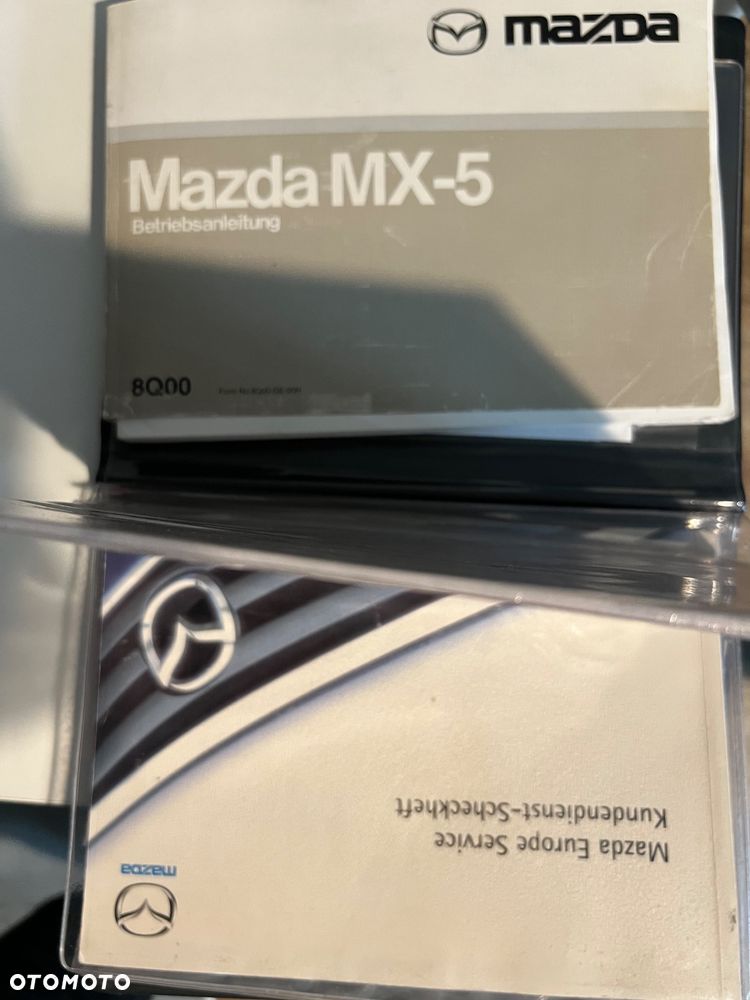 mazda
Mazda MX-5
Betriebsanleitung
8Q00
Mazda Europe Service
Kundendienst-Scheckheft
mazda
OTOMOTO